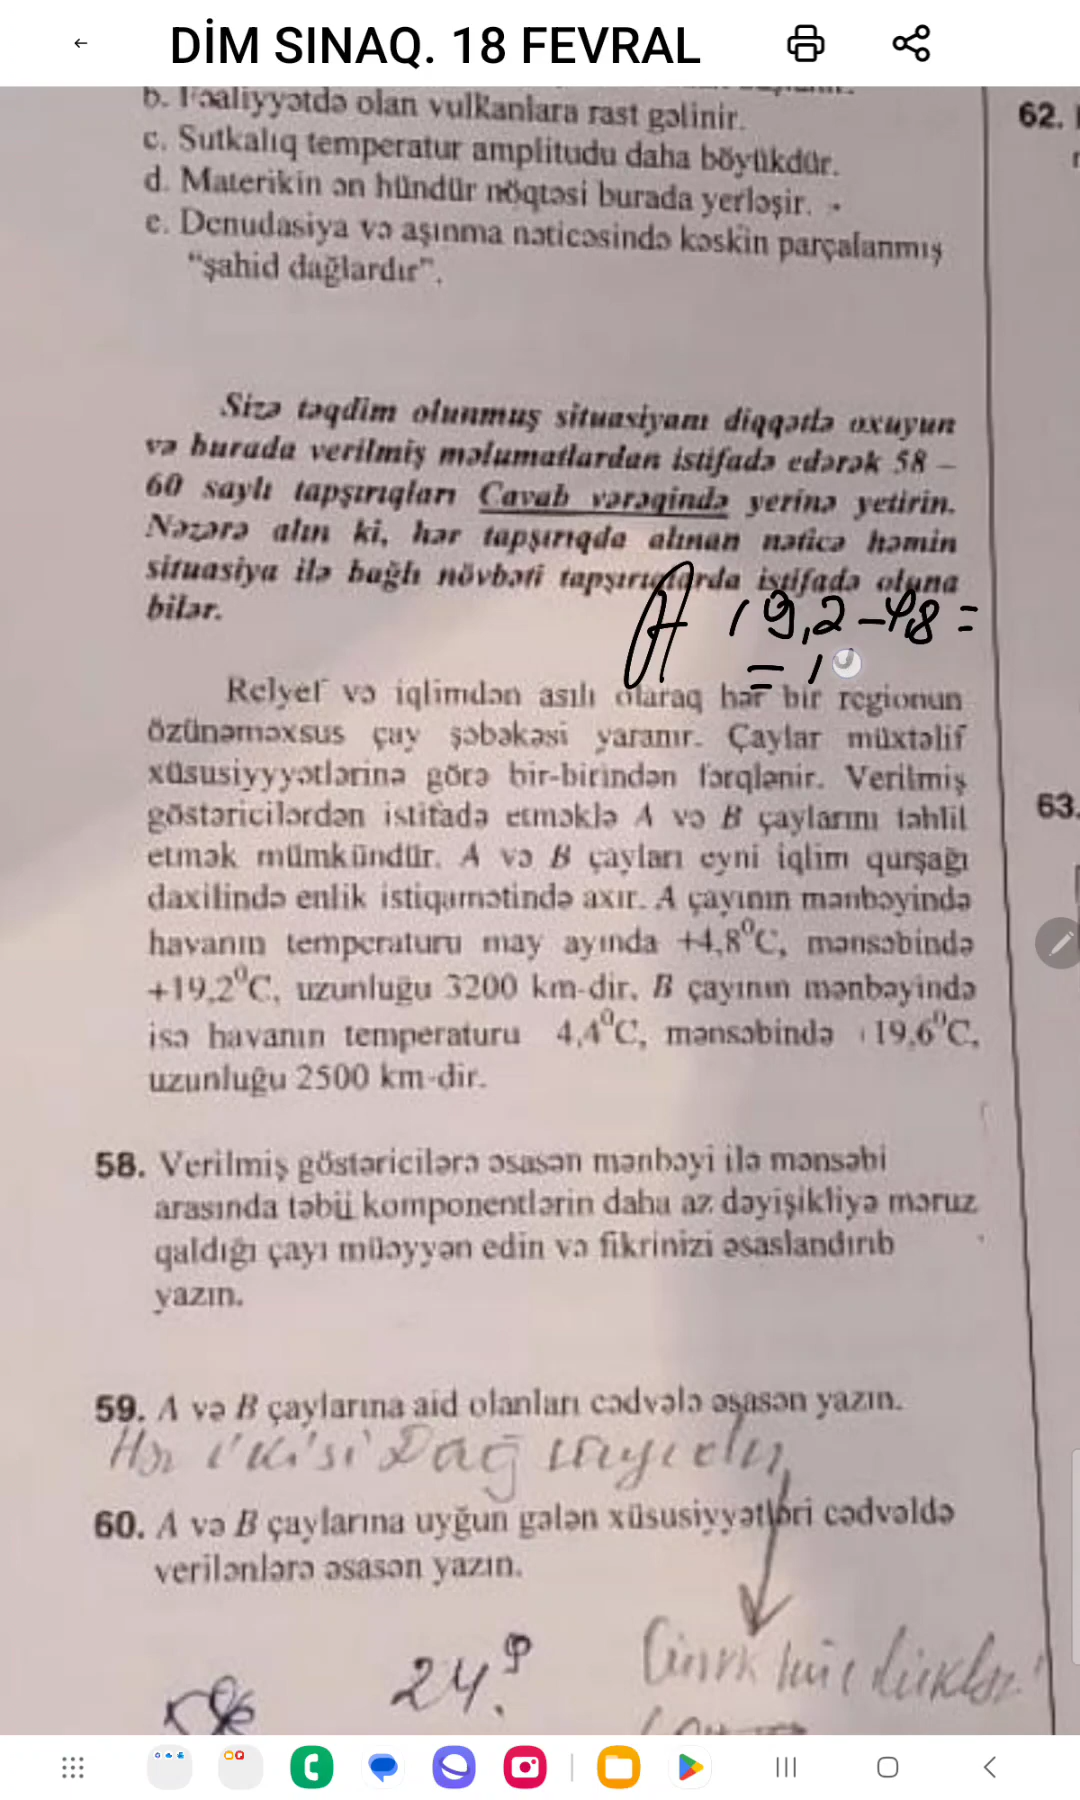 DİM SINAQ. 18 FEVRAL
b. Fəaliyyətdə olan vulkanlara rast gəlinir.
c. Sutkalıq temperatur amplitudu daha böyükdür.
d. Materikin ən hündür nöqtəsi burada yerləşir.
e. Denudasiya və aşınma nəticəsində kəskin parçalanmış
“şahid dağlardır”.
62.
Sizə təqdim olunmuş situasiyanı diqqətlə oxuyun
və burada verilmiş məlumatlardan istifadə edərək 58 –
60 saylı tapşırıqları Cavab vərəqində yerinə yetirin.
Nəzərə alın ki, hər tapşırıqda alınan nəticə həmin
situasiya ilə bağlı növbəti tapşırıqlarda istifadə oluna
bilər.
A 19,2-4,8=
= 1
Relyef və iqlimdən asılı olaraq hər bir regionun
özünəməxsus çay şəbəkəsi yaranır. Çaylar müxtəlif
xüsusiyyyətlərinə görə bir-birindən fərqlənir. Verilmiş
göstəricilərdən istifadə etməklə A və B çaylarını təhlil
etmək mümkündür. A və B çayları eyni iqlim qurşağı
daxilində enlik istiqamətində axır. A çayının mənbəyində
havanın temperaturu may ayında +4,8⁰C, mənsəbində
+19,2⁰C, uzunluğu 3200 km-dir. B çayının mənbəyində
isə havanın temperaturu 4,4⁰C, mənsəbində +19,6⁰C,
uzunluğu 2500 km-dir.
63.
58. Verilmiş göstəricilərə əsasən mənbəyi ilə mənsəbi
arasında təbii komponentlərin daha az dəyişikliyə məruz
qaldığı çayı müəyyən edin və fikrinizi əsaslandırıb
yazın.
59. A və B çaylarına aid olanları cədvələ əsasən yazın.
Hər ikisi Dağ
60. A və B çaylarına uyğun gələn xüsusiyyətləri cədvəldə
verilənlərə əsasən yazın.
24.